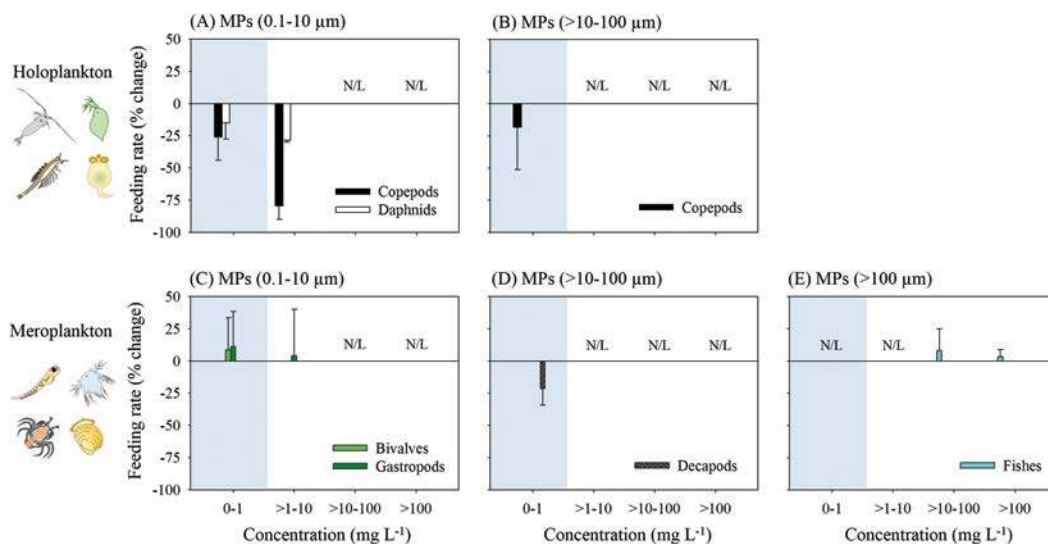 Holoplankton
(A) MPs (0.1-10 µm)
Feeding rate (% change)
50
25
0
-25
-50
-75
-100
N/L
N/L
Copepods
Daphnids
(B) MPs (>10-100 µm)
N/L
N/L
N/L
Copepods
Meroplankton
(C) MPs (0.1-10 µm)
Feeding rate (% change)
50
25
0
-25
-50
-75
-100
N/L
N/L
Bivalves
Gastropods
0-1
>1-10
>10-100
>100
Concentration (mg L⁻¹)
(D) MPs (>10-100 µm)
N/L
N/L
N/L
Decapods
0-1
>1-10
>10-100
>100
Concentration (mg L⁻¹)
(E) MPs (>100 µm)
N/L
N/L
Fishes
0-1
>1-10
>10-100
>100
Concentration (mg L⁻¹)